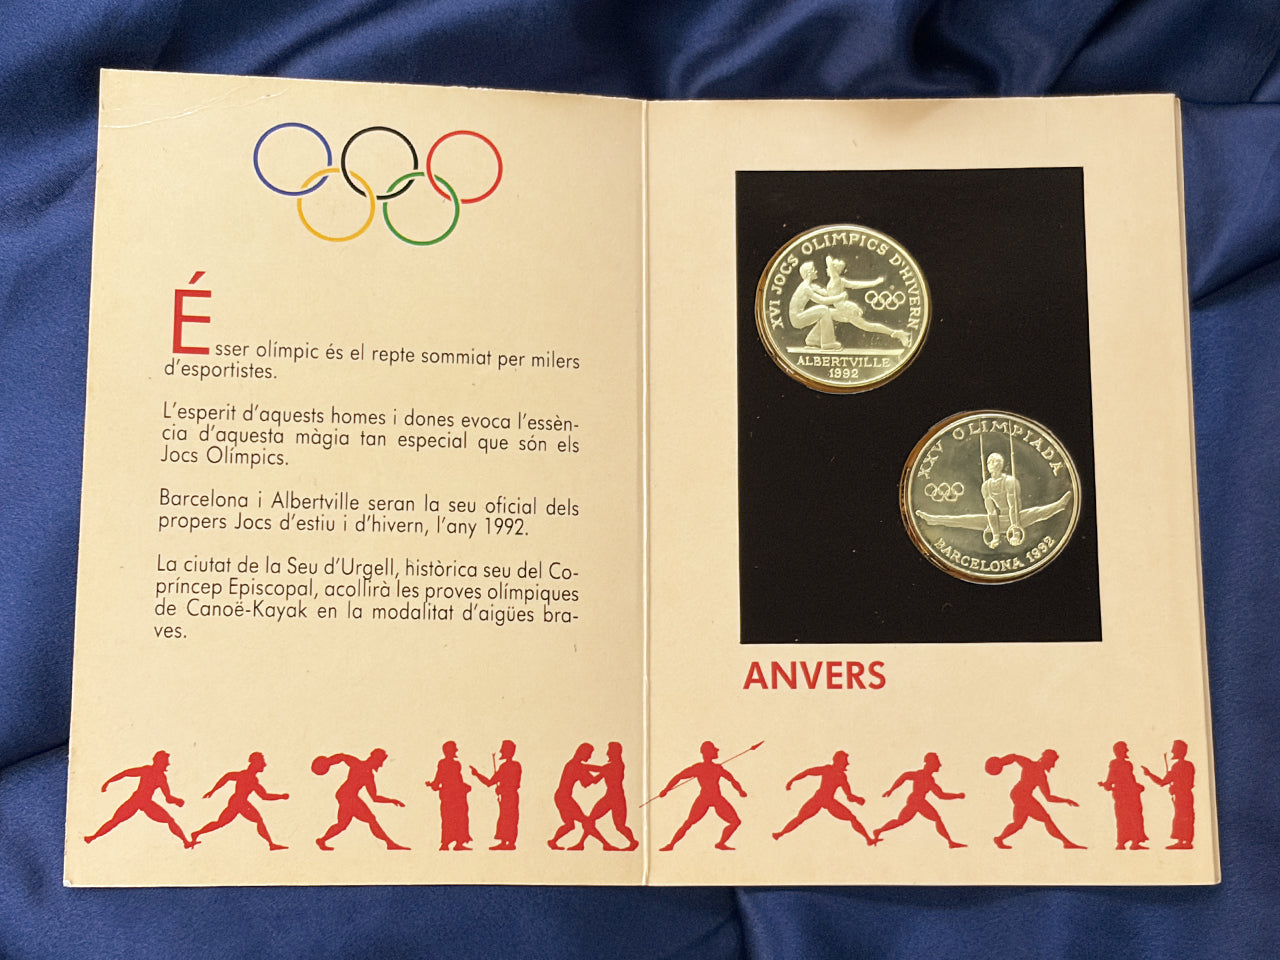 Ésser olímpic és el repte sommiat per milers
d'esportistes.
L'esperit d'aquests homes i dones evoca l'essèn-
cia d'aquesta màgia tan especial que són els
Jocs Olímpics.
Barcelona i Albertville seran la seu oficial dels
propers Jocs d'estiu i d'hivern, l'any 1992.
La ciutat de la Seu d'Urgell, històrica seu del Co-
príncep Episcopal, acollirà les proves olímpiques
de Canoë-Kayak en la modalitat d'aigües bra-
ves.
XVI JOCS OLIMPICS D'HIVERN
ALBERTVILLE
1992
XXV OLIMPIADA
BARCELONA 1992
ANVERS